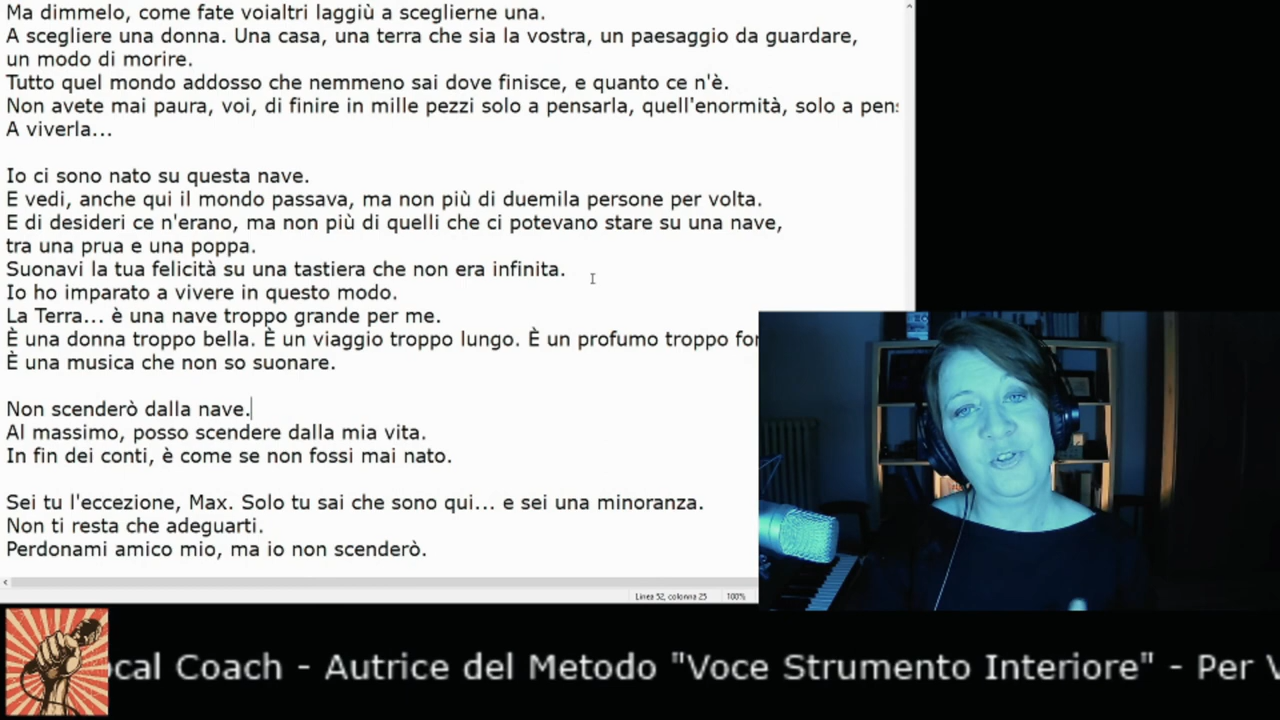 Ma dimmelo, come fate voialtri laggiù a sceglierne una.
A scegliere una donna. Una casa, una terra che sia la vostra, un paesaggio da guardare,
un modo di morire.
Tutto quel mondo addosso che nemmeno sai dove finisce, e quanto ce n'è.
Non avete mai paura, voi, di finire in mille pezzi solo a pensarla, quell'enormità, solo a
A viverla...
Io ci sono nato su questa nave.
E vedi, anche qui il mondo passava, ma non più di duemila persone per volta.
E di desideri ce n'erano, ma non più di quelli che ci potevano stare su una nave,
tra una prua e una poppa.
Suonavi la tua felicità su una tastiera che non era infinita.
Io ho imparato a vivere in questo modo.
La Terra... è una nave troppo grande per me.
È una donna troppo bella. È un viaggio troppo lungo. È un profumo troppo
È una musica che non so suonare.
Non scenderò dalla nave.
Al massimo, posso scendere dalla mia vita.
In fin dei conti, è come se non fossi mai nato.
Sei tu l'eccezione, Max. Solo tu sai che sono qui... e sei una minoranza.
Non ti resta che adeguarti.
Perdonami amico mio, ma io non scenderò.
Linea 52, colonna 25 100%
ocal Coach - Autrice del Metodo "Voce Strumento Interiore" - Per